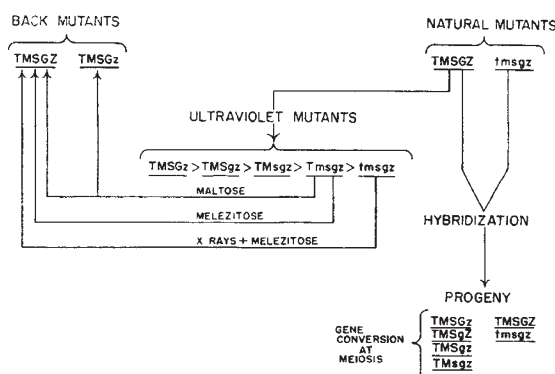 BACK MUTANTS
NATURAL MUTANTS
TMSGZ TMSGz
TMSGZ tmsgz
ULTRAVIOLET MUTANTS
TMSGz > TMSgz > TMsgz > Tmsgz > tmsgz
MALTOSE
MELEZITOSE
X RAYS + MELEZITOSE
HYBRIDIZATION
PROGENY
GENE
CONVERSION
AT
MEIOSIS
TMSGz TMSGZ
TMSgZ tmsgz
TMSgz
TMsgz